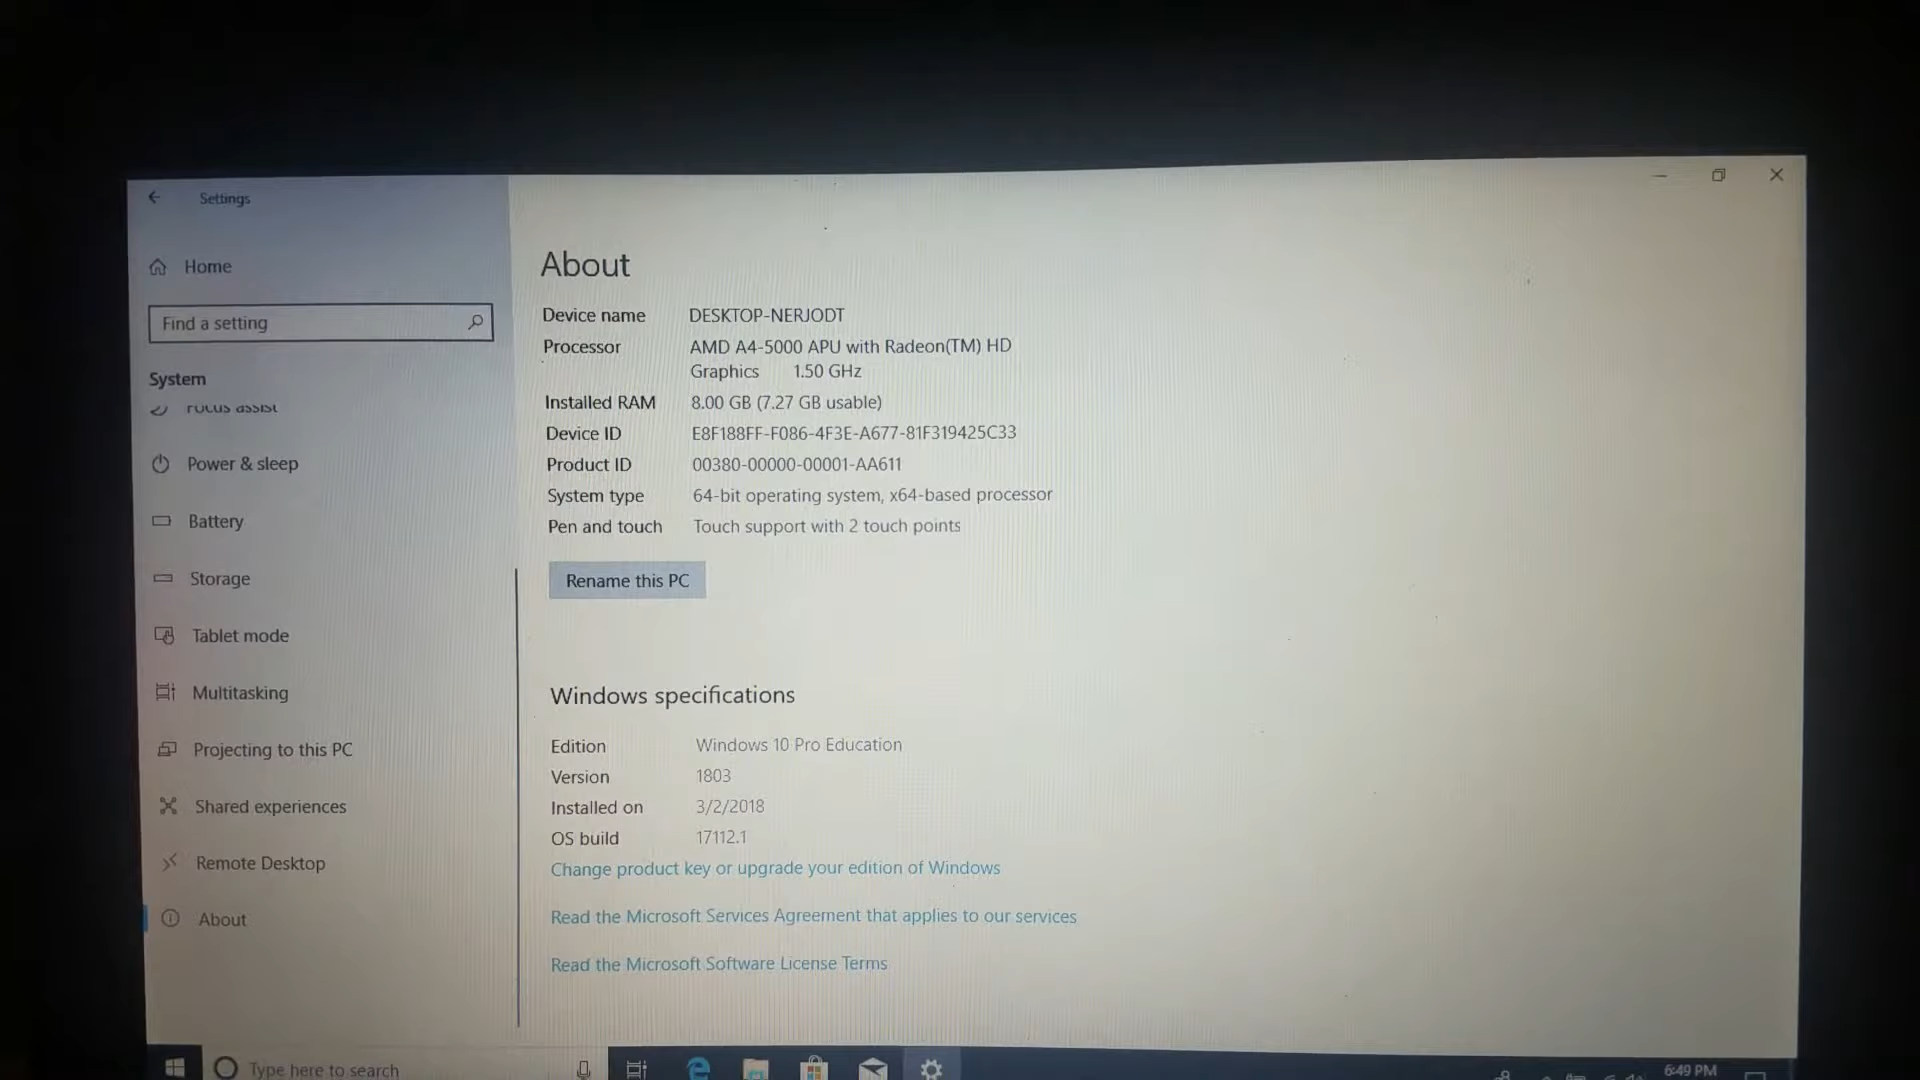 Settings
Home
Find a setting
System
Focus assist
Power & sleep
Battery
Storage
Tablet mode
Multitasking
Projecting to this PC
Shared experiences
Remote Desktop
About
About
Device name DESKTOP-NERJODT
Processor AMD A4-5000 APU with Radeon(TM) HD
Graphics 1.50 GHz
Installed RAM 8.00 GB (7.27 GB usable)
Device ID E8F188FF-F086-4F3E-A677-81F319425C33
Product ID 00380-00000-00001-AA611
System type 64-bit operating system, x64-based processor
Pen and touch Touch support with 2 touch points
Rename this PC
Windows specifications
Edition Windows 10 Pro Education
Version 1803
Installed on 3/2/2018
OS build 17112.1
Change product key or upgrade your edition of Windows
Read the Microsoft Services Agreement that applies to our services
Read the Microsoft Software License Terms
Type here to search
6:49 PM